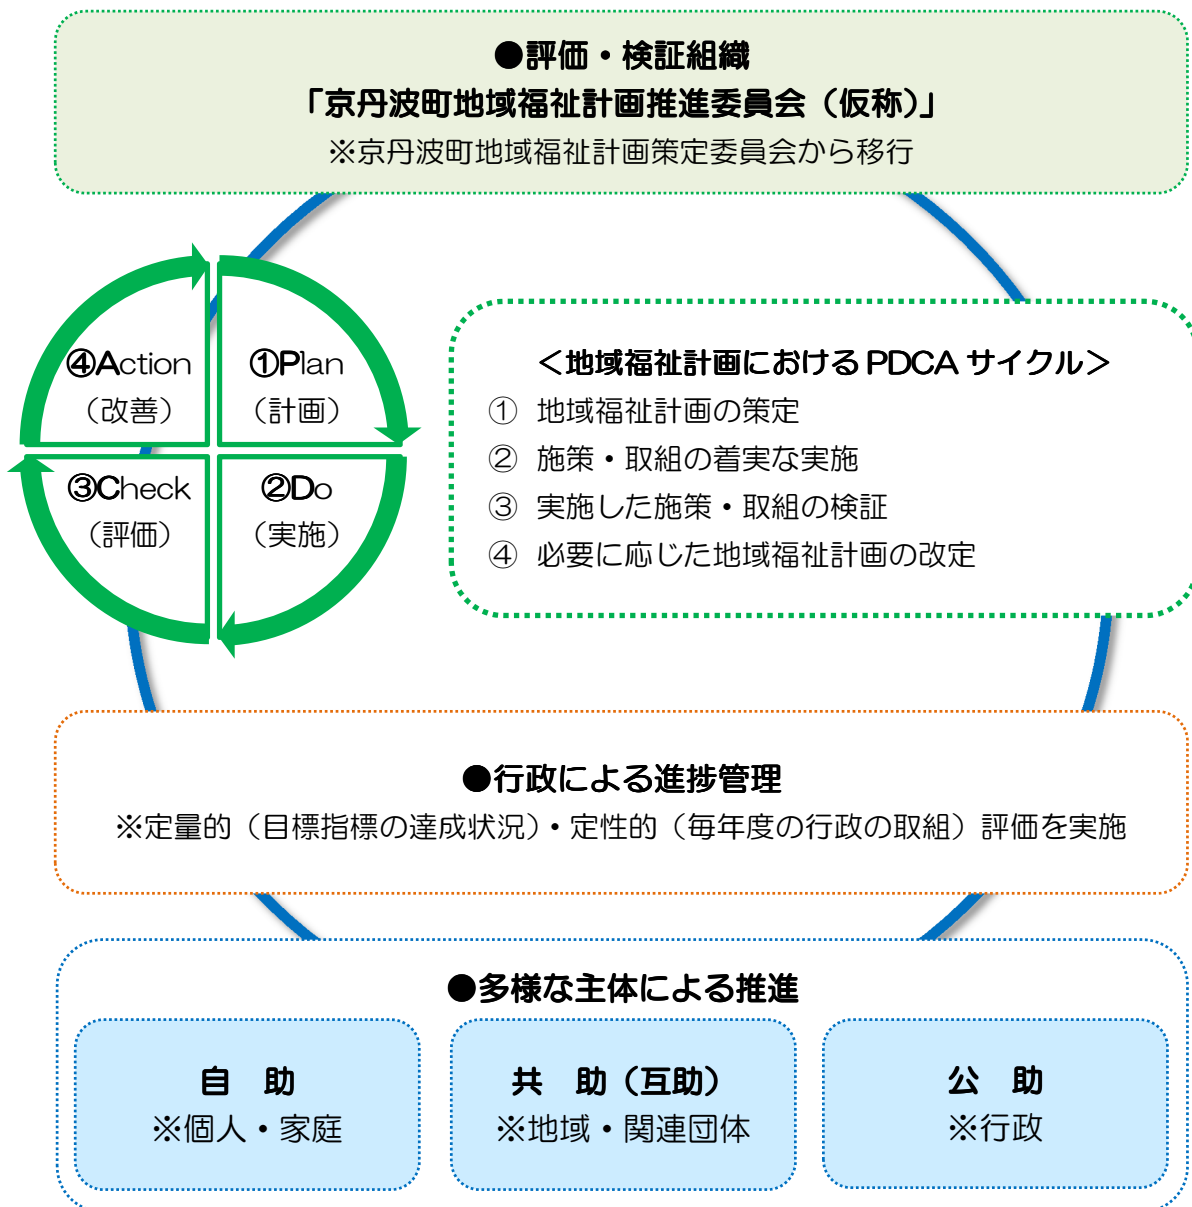 ●評価・検証組織
「京丹波町地域福祉計画推進委員会（仮称）」
※京丹波町地域福祉計画策定委員会から移行
④Action
（改善）
①Plan
（計画）
③Check
（評価）
②Do
（実施）
＜地域福祉計画における PDCA サイクル＞
① 地域福祉計画の策定
② 施策・取組の着実な実施
③ 実施した施策・取組の検証
④ 必要に応じた地域福祉計画の改定
●行政による進捗管理
※定量的（目標指標の達成状況）・定性的（毎年度の行政の取組）評価を実施
●多様な主体による推進
自　助
※個人・家庭
共　助（互助）
※地域・関連団体
公　助
※行政